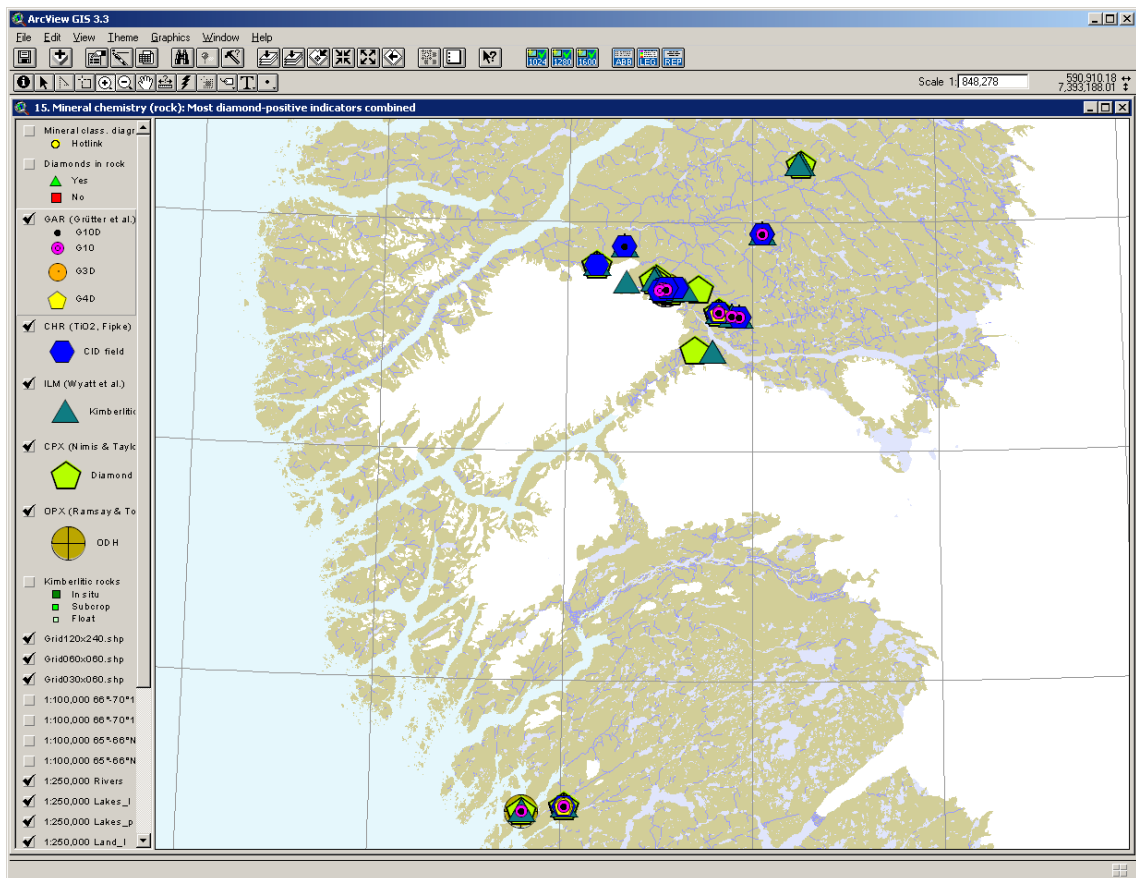 ArcView GIS 3.3
File Edit View Theme Graphics Window Help
1024 1280 1600 ABB LEG REP
Scale 1: 848,278
590,910.18
7,393,188.01
15. Mineral chemistry (rock): Most diamond-positive indicators combined
Mineral class. diagr
Hotlink
Diamonds in rock
Yes
No
GAR (Grütter et al.)
G10D
G10
G3D
G4D
CHR (TiO2, Fipke)
CID field
ILM (Wyatt et al.)
Kimberlitic
CPX (Nimis & Taylo
Diamond
OPX (Ramsay & To
ODH
Kimberlitic rocks
In situ
Subcrop
Float
Grid120x240.shp
Grid060x060.shp
Grid030x060.shp
1:100,000 66°-70°1
1:100,000 66°-70°1
1:100,000 65°-66°N
1:100,000 65°-66°N
1:250,000 Rivers
1:250,000 Lakes_l
1:250,000 Lakes_p
1:250,000 Land_l